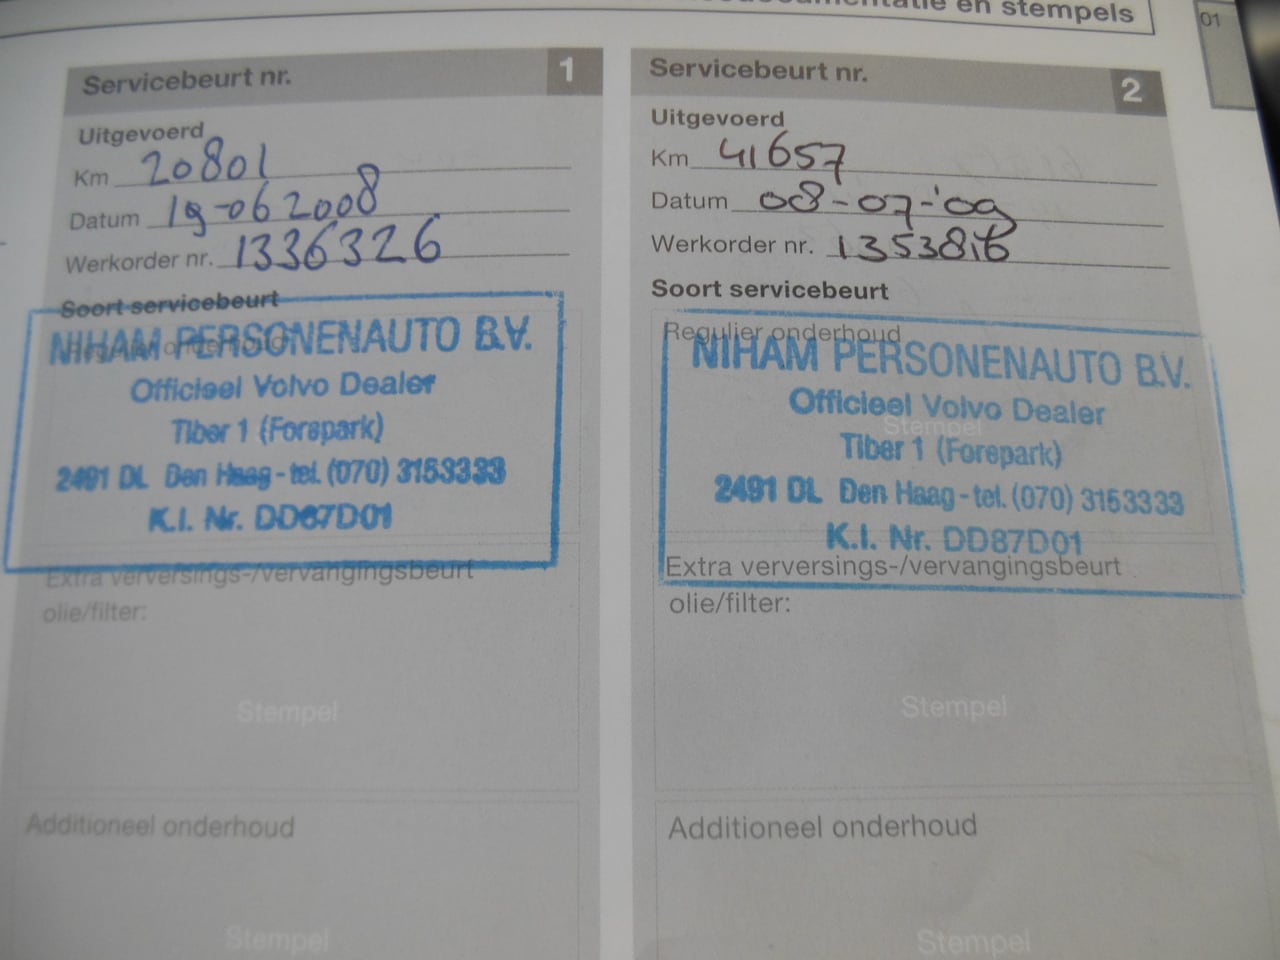 en stempels
01
Servicebeurt nr. 1
Uitgevoerd
Km 20801
Datum 19-06 2008
Werkorder nr. 1336326
Soort servicebeurt
Regulier onderhoud
NIHAM PERSONENAUTO B.V.
Officieel Volvo Dealer
Tiber 1 (Forepark)
2491 DL Den Haag - tel. (070) 3153333
K.I. Nr. DD87D01
Extra verversings-/vervangingsbeurt
olie/filter:
Stempel
Additioneel onderhoud
Stempel
Servicebeurt nr. 2
Uitgevoerd
Km 41657
Datum 08-07-'09
Werkorder nr. 1353816
Soort servicebeurt
Regulier onderhoud
NIHAM PERSONENAUTO B.V.
Officieel Volvo Dealer
Stempel
Tiber 1 (Forepark)
2491 DL Den Haag - tel. (070) 3153333
K.I. Nr. DD87D01
Extra verversings-/vervangingsbeurt
olie/filter:
Stempel
Additioneel onderhoud
Stempel